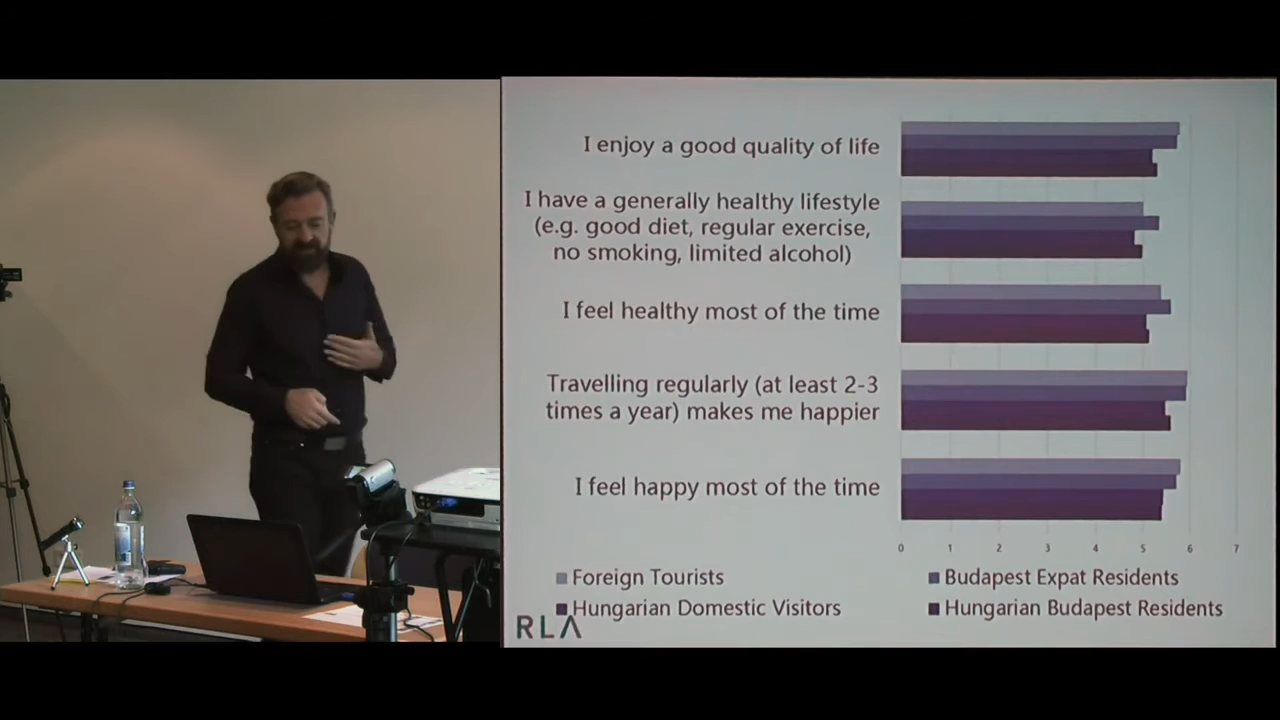 I enjoy a good quality of life
I have a generally healthy lifestyle
(e.g. good diet, regular exercise,
no smoking, limited alcohol)
I feel healthy most of the time
Travelling regularly (at least 2-3
times a year) makes me happier
I feel happy most of the time
0 1 2 3 4 5 6 7
Foreign Tourists
Budapest Expat Residents
Hungarian Domestic Visitors
Hungarian Budapest Residents
RLA